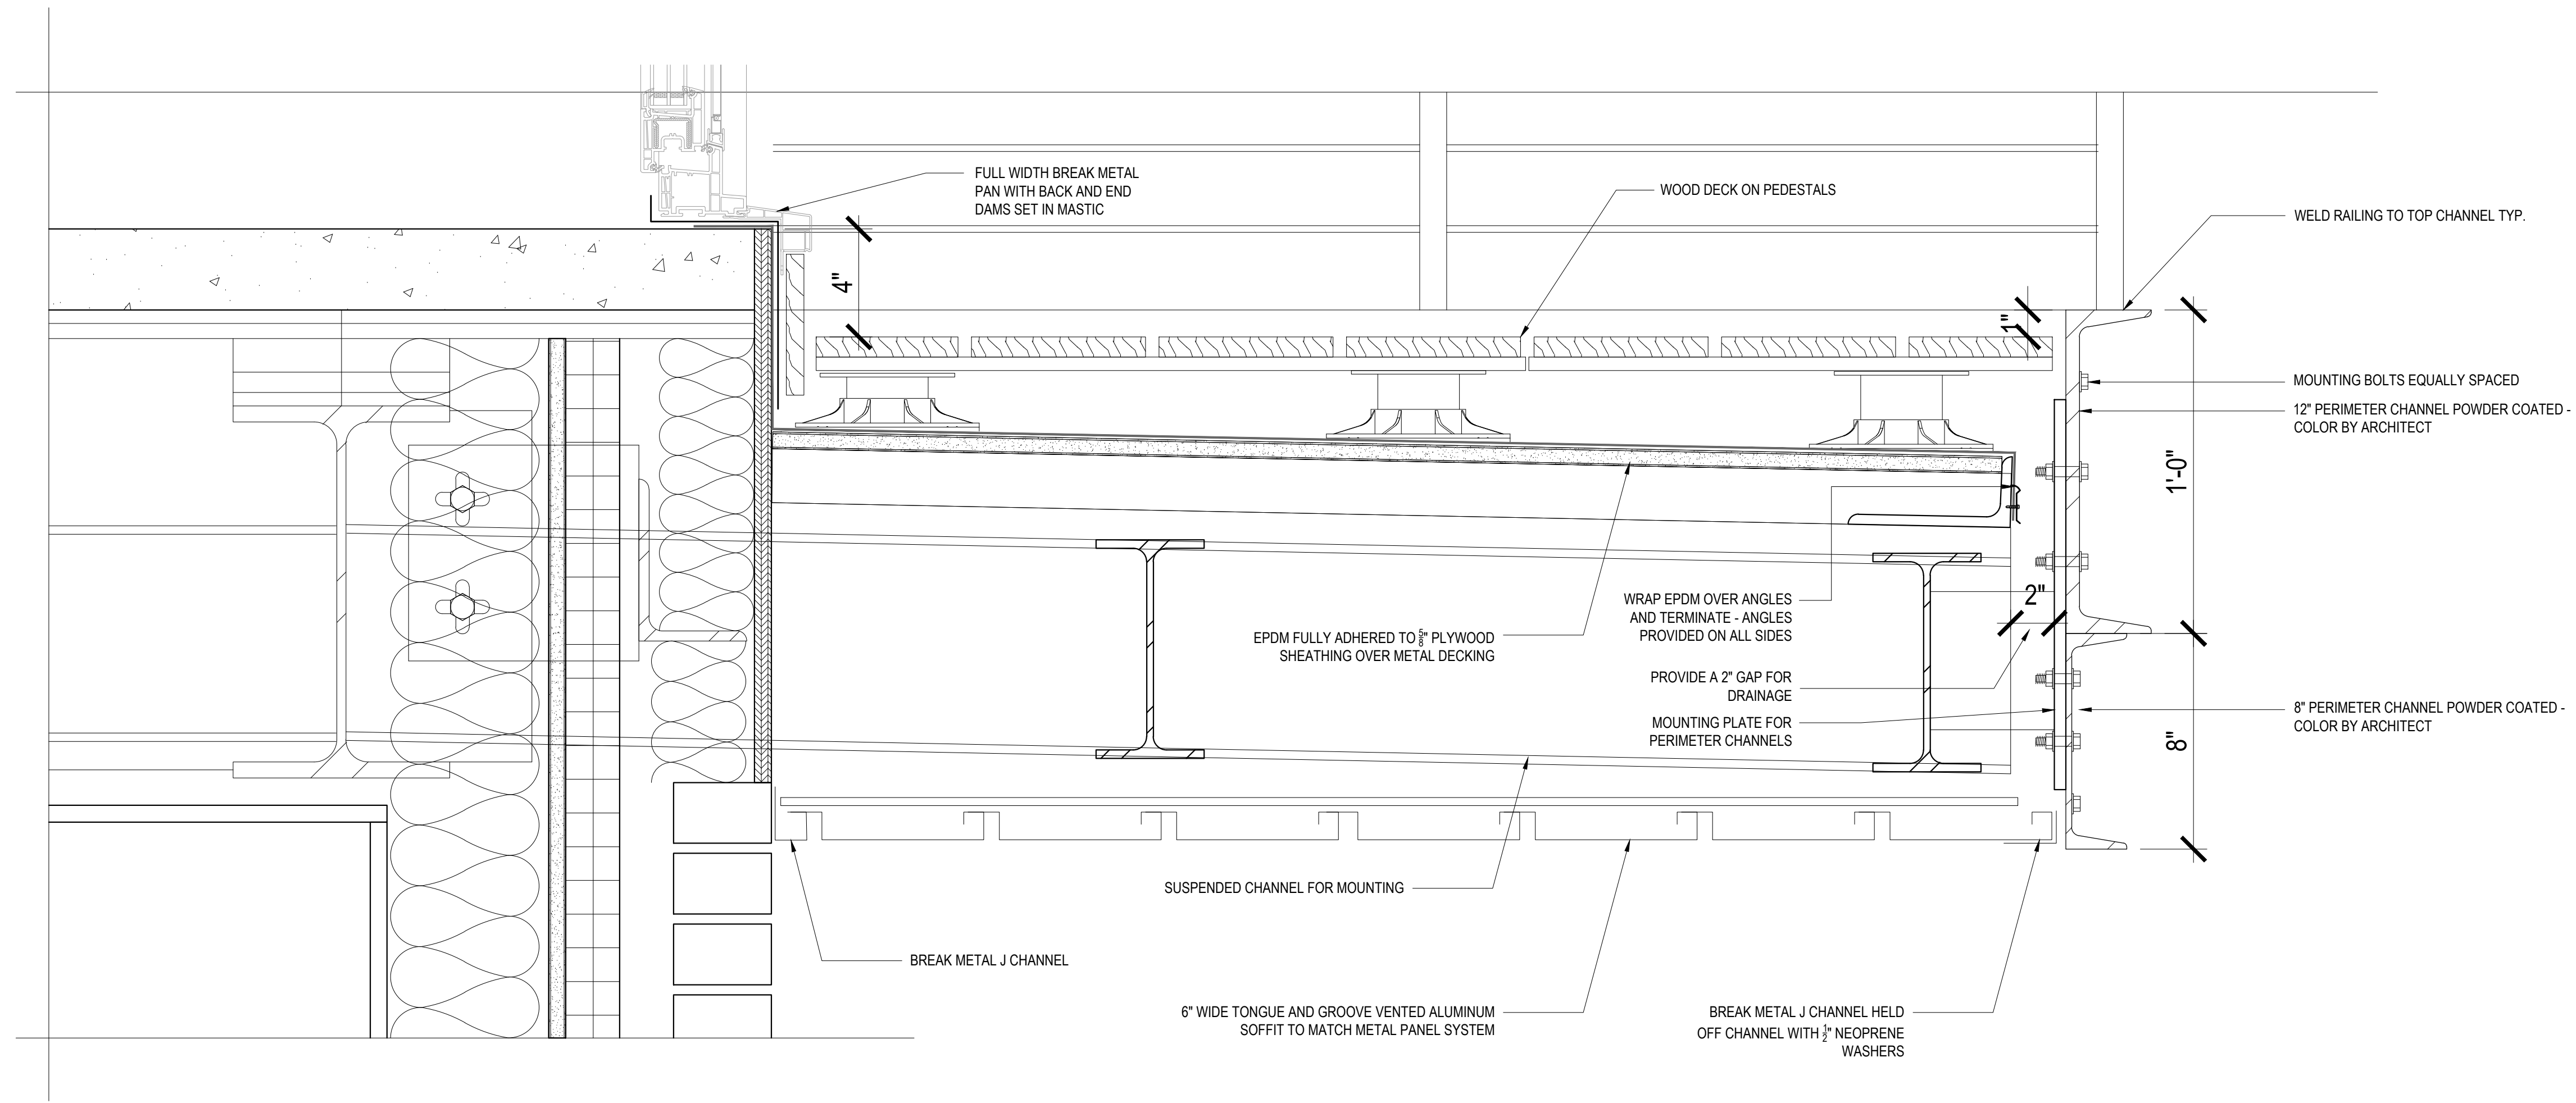 FULL WIDTH BREAK METAL
PAN WITH BACK AND END
DAMS SET IN MASTIC
WOOD DECK ON PEDESTALS
WELD RAILING TO TOP CHANNEL TYP.
4"
1"
MOUNTING BOLTS EQUALLY SPACED
12" PERIMETER CHANNEL POWDER COATED -
COLOR BY ARCHITECT
1'-0"
WRAP EPDM OVER ANGLES
AND TERMINATE - ANGLES
PROVIDED ON ALL SIDES
2"
EPDM FULLY ADHERED TO 5/8" PLYWOOD
SHEATHING OVER METAL DECKING
PROVIDE A 2" GAP FOR
DRAINAGE
MOUNTING PLATE FOR
PERIMETER CHANNELS
8" PERIMETER CHANNEL POWDER COATED -
COLOR BY ARCHITECT
8"
SUSPENDED CHANNEL FOR MOUNTING
BREAK METAL J CHANNEL
6" WIDE TONGUE AND GROOVE VENTED ALUMINUM
SOFFIT TO MATCH METAL PANEL SYSTEM
BREAK METAL J CHANNEL HELD
OFF CHANNEL WITH 1/2" NEOPRENE
WASHERS